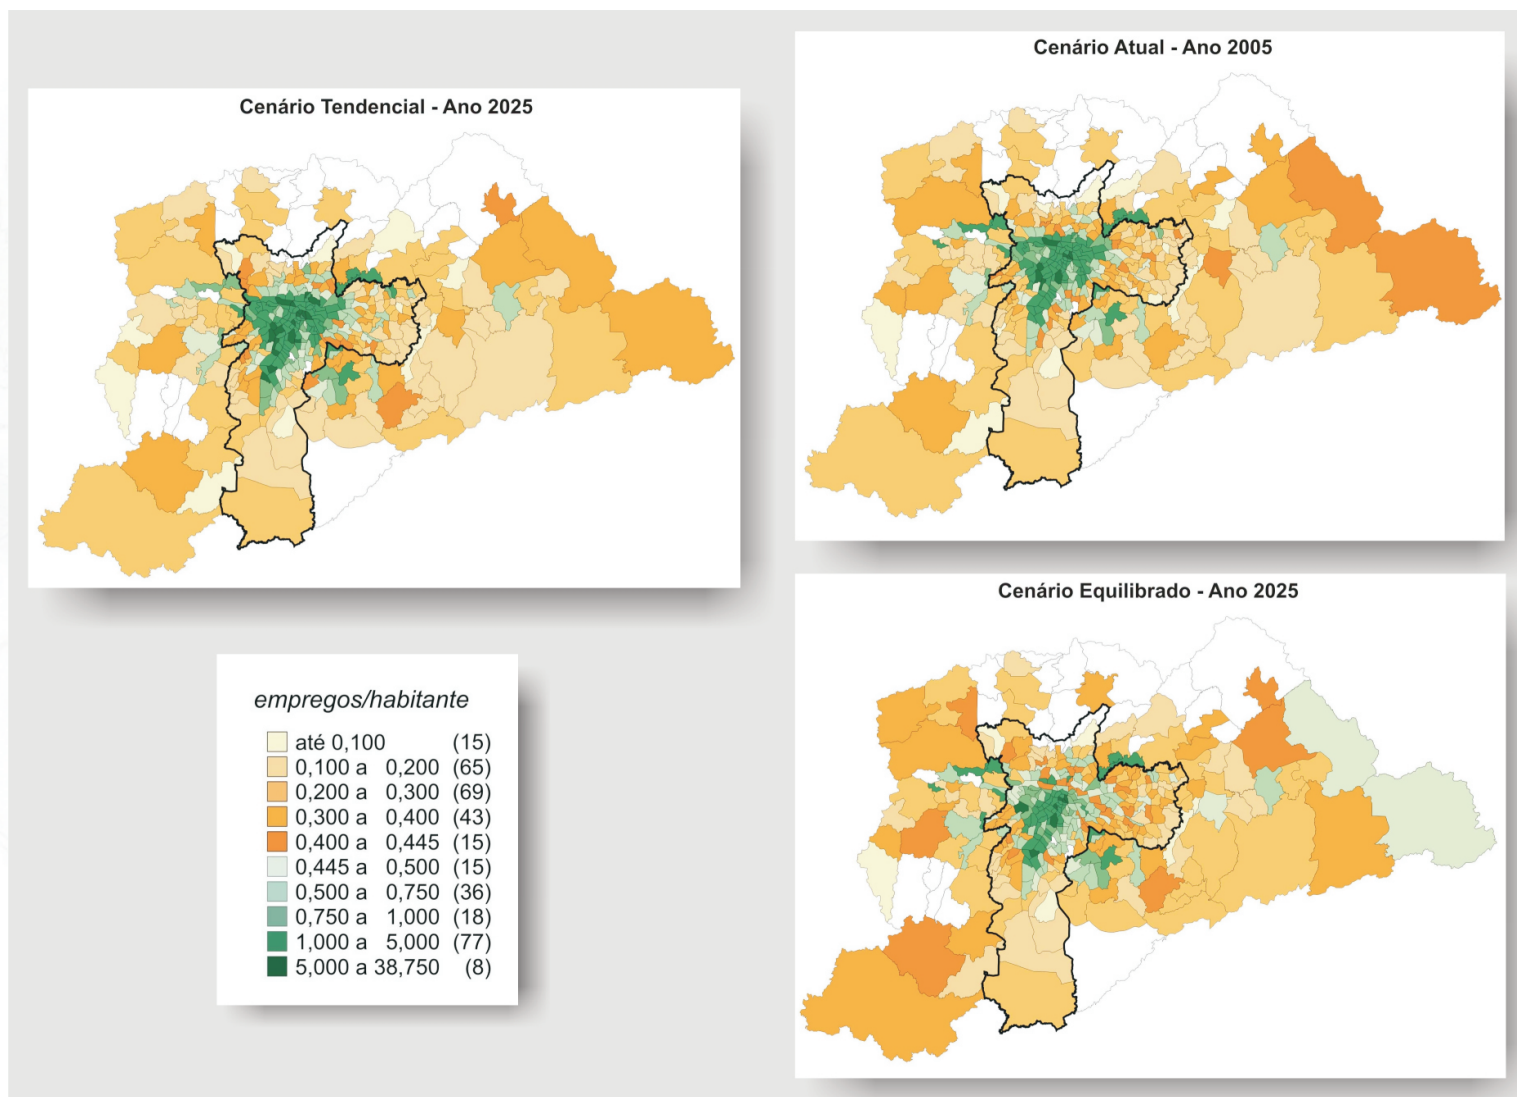 Cenário Atual - Ano 2005
Cenário Tendencial - Ano 2025
Cenário Equilibrado - Ano 2025
empregos/habitante
até 0,100 (15)
0,100 a 0,200 (65)
0,200 a 0,300 (69)
0,300 a 0,400 (43)
0,400 a 0,445 (15)
0,445 a 0,500 (15)
0,500 a 0,750 (36)
0,750 a 1,000 (18)
1,000 a 5,000 (77)
5,000 a 38,750 (8)